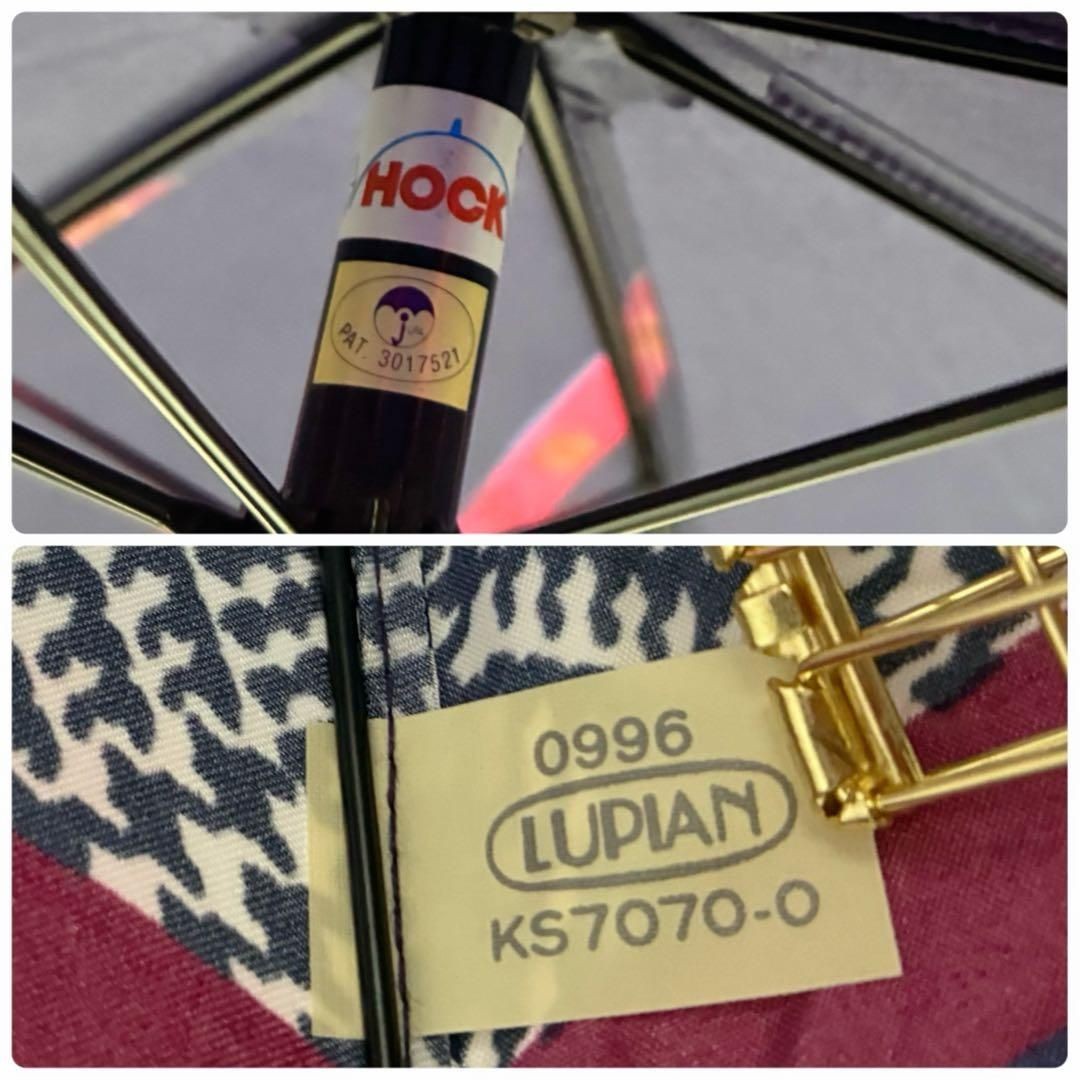 HOCK
PAT. 3017521
0996
LUPIAN
KS7070-0